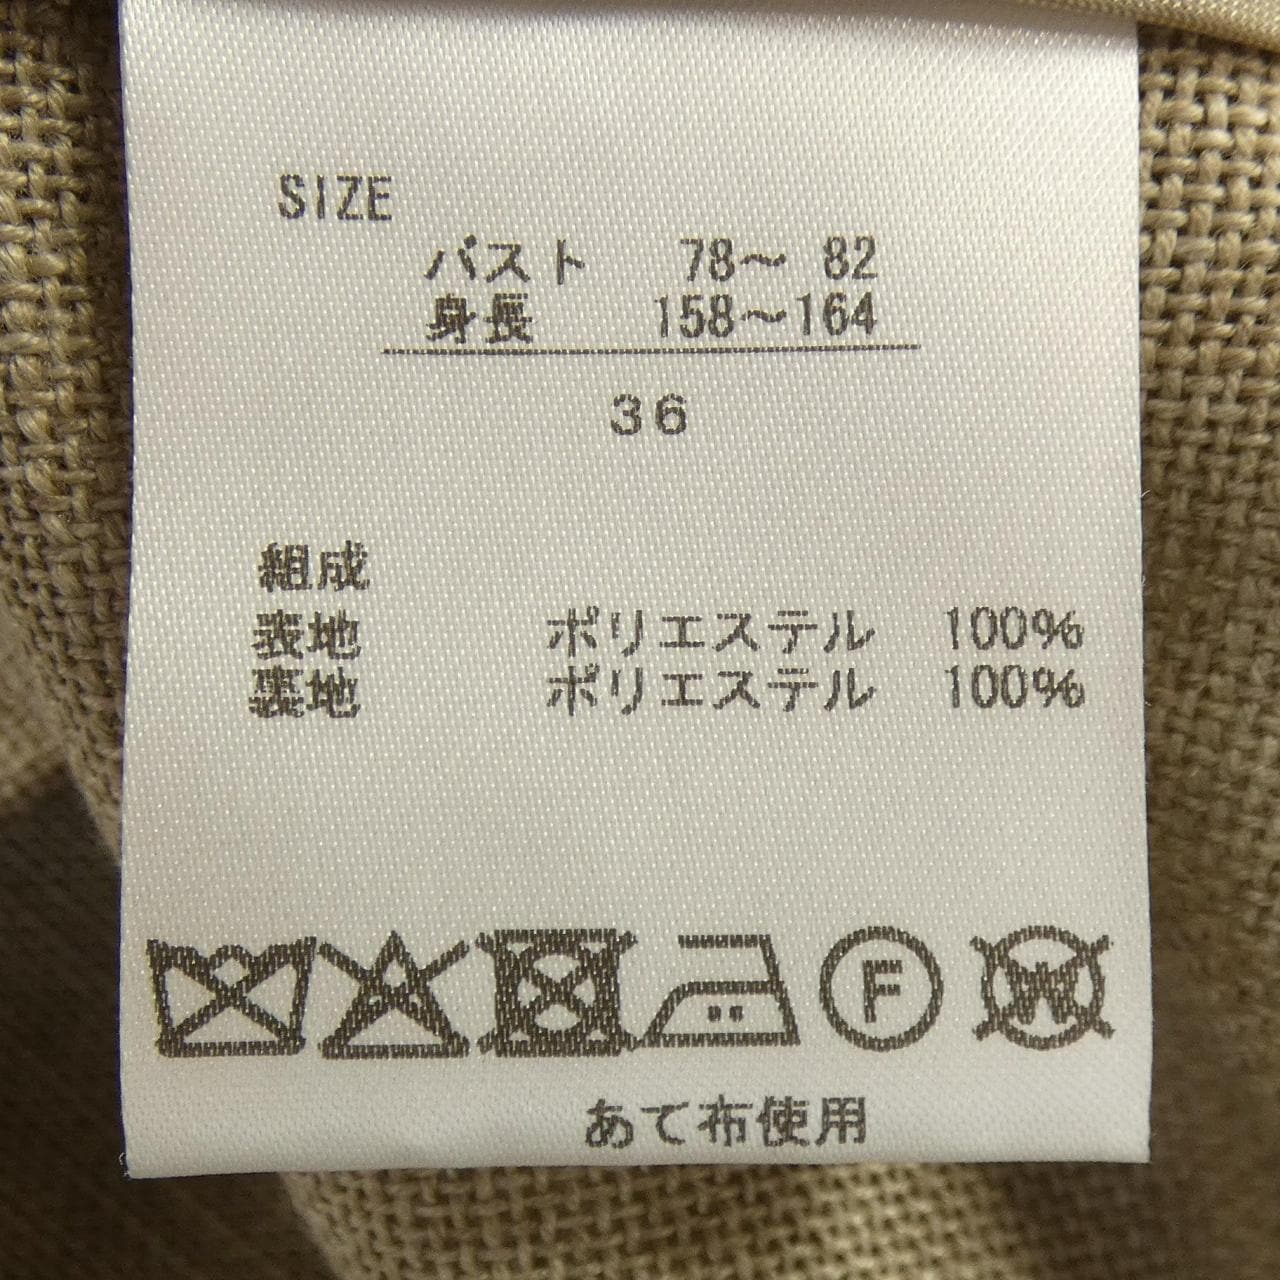 SIZE
バスト 78～ 82
身長 158～164
36
組成
表地 ポリエステル 100%
裏地 ポリエステル 100%
F W
あて布使用